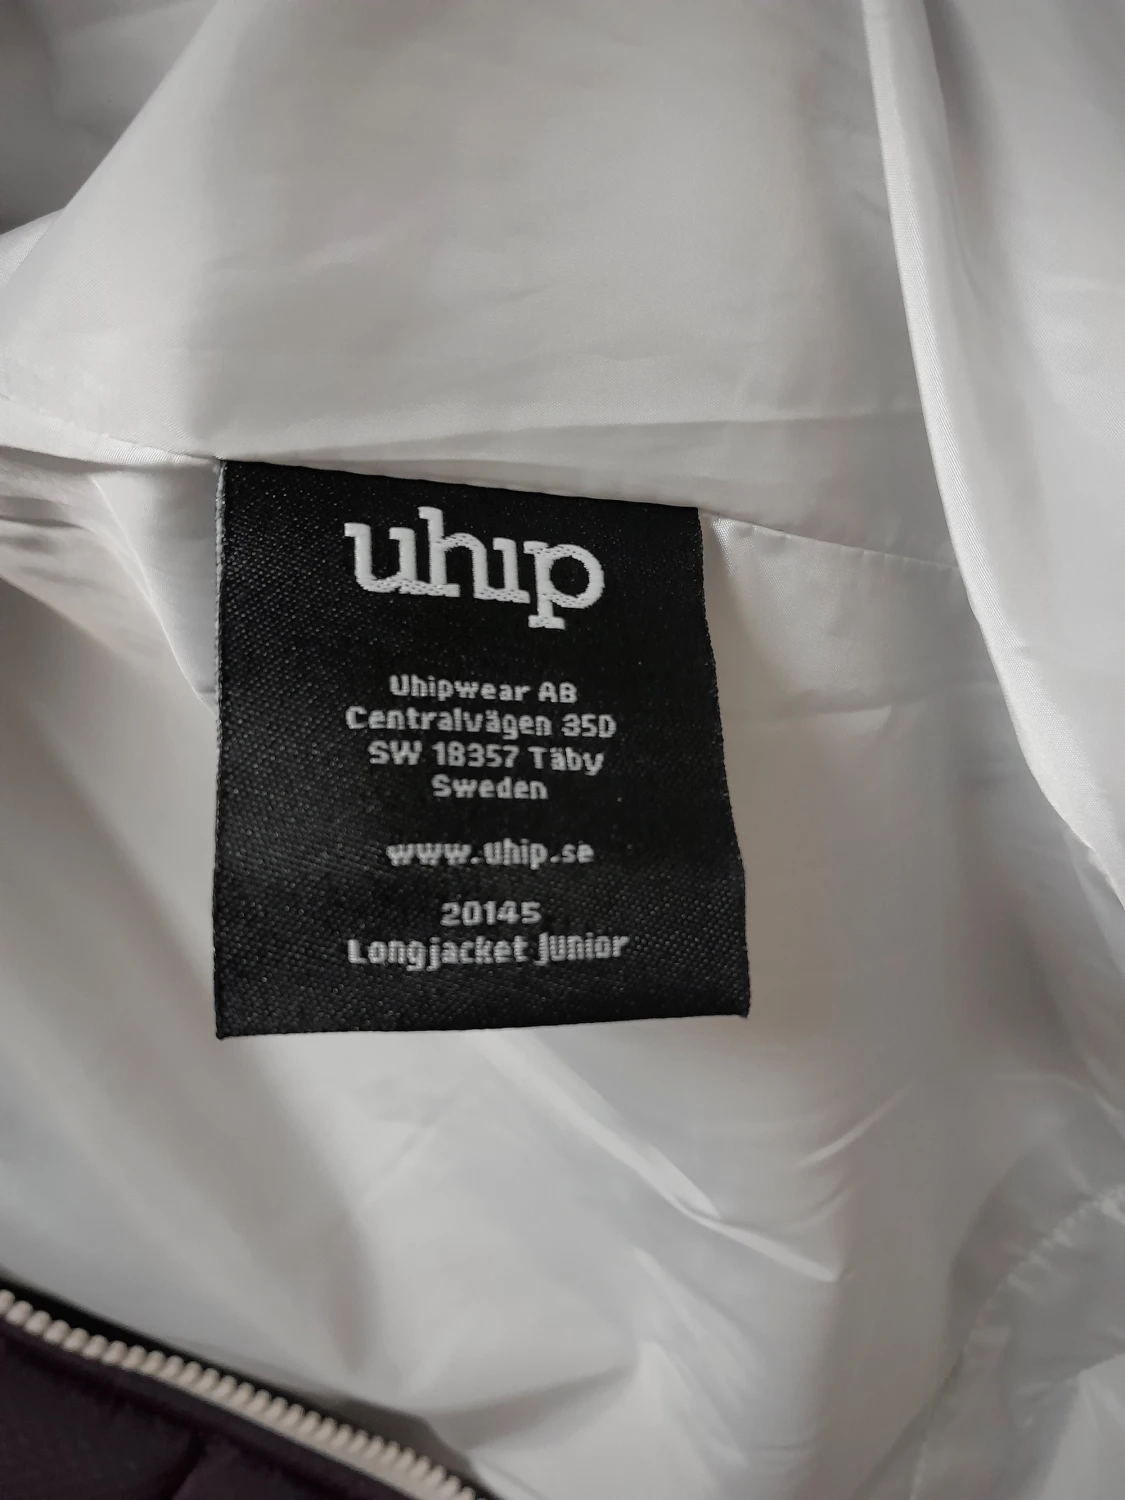 uhip
Uhipwear AB
Centralvägen 35D
SW 18357 Täby
Sweden
www.uhip.se
20145
Longjacket Junior